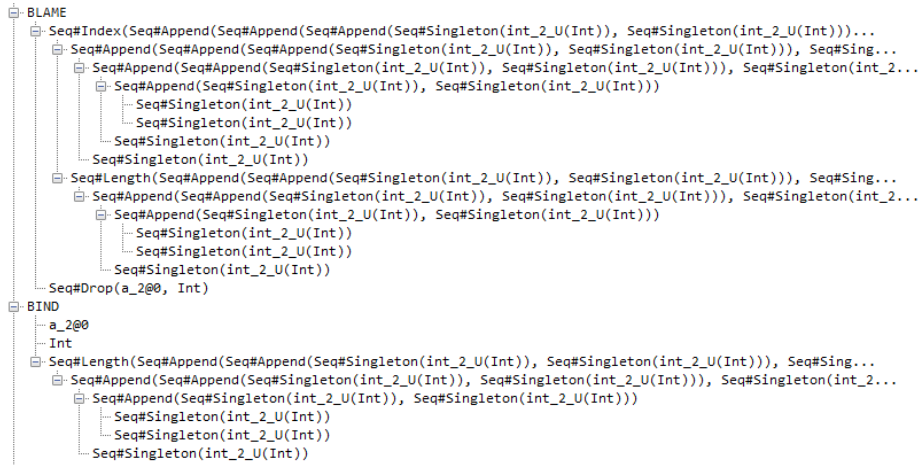 BLAME
Seq#Index(Seq#Append(Seq#Append(Seq#Append(Seq#Singleton(int_2_U(Int)), Seq#Singleton(int_2_U(Int)))...
Seq#Append(Seq#Append(Seq#Append(Seq#Singleton(int_2_U(Int)), Seq#Singleton(int_2_U(Int))), Seq#Sing...
Seq#Append(Seq#Append(Seq#Singleton(int_2_U(Int)), Seq#Singleton(int_2_U(Int))), Seq#Singleton(int_2...
Seq#Append(Seq#Singleton(int_2_U(Int)), Seq#Singleton(int_2_U(Int)))
Seq#Singleton(int_2_U(Int))
Seq#Singleton(int_2_U(Int))
Seq#Singleton(int_2_U(Int))
Seq#Singleton(int_2_U(Int))
Seq#Length(Seq#Append(Seq#Append(Seq#Singleton(int_2_U(Int)), Seq#Singleton(int_2_U(Int))), Seq#Sing...
Seq#Append(Seq#Append(Seq#Singleton(int_2_U(Int)), Seq#Singleton(int_2_U(Int))), Seq#Singleton(int_2...
Seq#Append(Seq#Singleton(int_2_U(Int)), Seq#Singleton(int_2_U(Int)))
Seq#Singleton(int_2_U(Int))
Seq#Singleton(int_2_U(Int))
Seq#Singleton(int_2_U(Int))
Seq#Drop(a_2@0, Int)
BIND
a_2@0
Int
Seq#Length(Seq#Append(Seq#Append(Seq#Singleton(int_2_U(Int)), Seq#Singleton(int_2_U(Int))), Seq#Sing...
Seq#Append(Seq#Append(Seq#Singleton(int_2_U(Int)), Seq#Singleton(int_2_U(Int))), Seq#Singleton(int_2...
Seq#Append(Seq#Singleton(int_2_U(Int)), Seq#Singleton(int_2_U(Int)))
Seq#Singleton(int_2_U(Int))
Seq#Singleton(int_2_U(Int))
Seq#Singleton(int_2_U(Int))